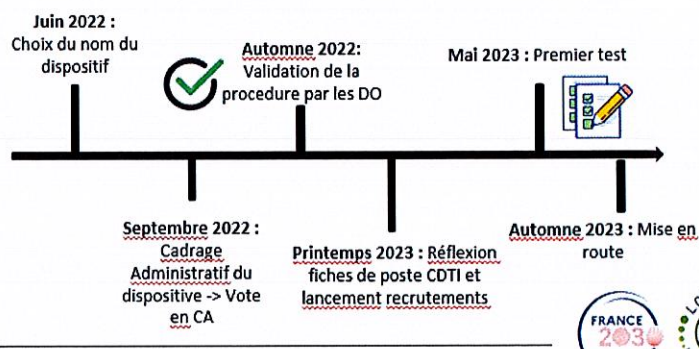 Juin 2022 :
Choix du nom du
dispositif
Automne 2022:
Validation de la
procedure par les DO
Mai 2023 : Premier test
Septembre 2022 :
Cadrage
Administratif du
dispositive -> Vote
en CA
Printemps 2023 : Réflexion
fiches de poste CDTI et
lancement recrutements
Automne 2023 : Mise en
route
FRANCE
2030